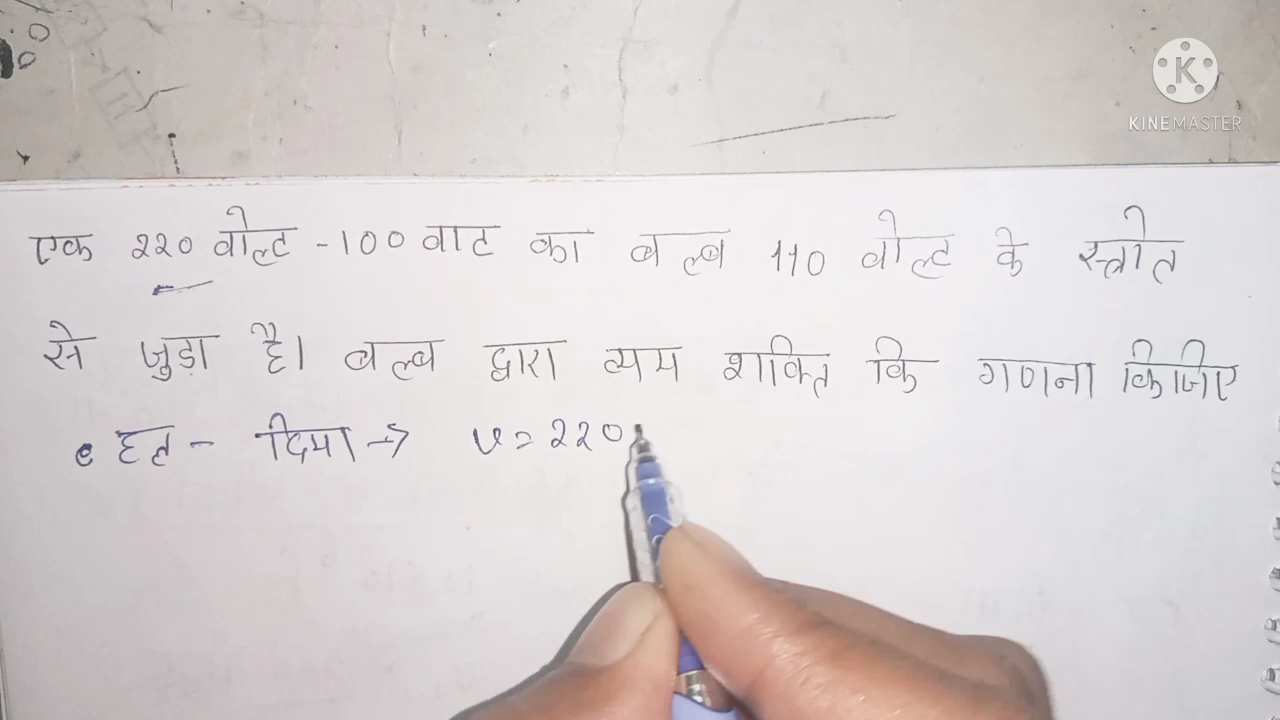 KINEMASTER
एक 220 वोल्ट - 100 वाट का बल्ब 110 वोल्ट के स्त्रोत
से जुड़ा है। बल्ब द्वारा व्यय शक्ति कि गणना किजिए
हल - दिया → V = 220